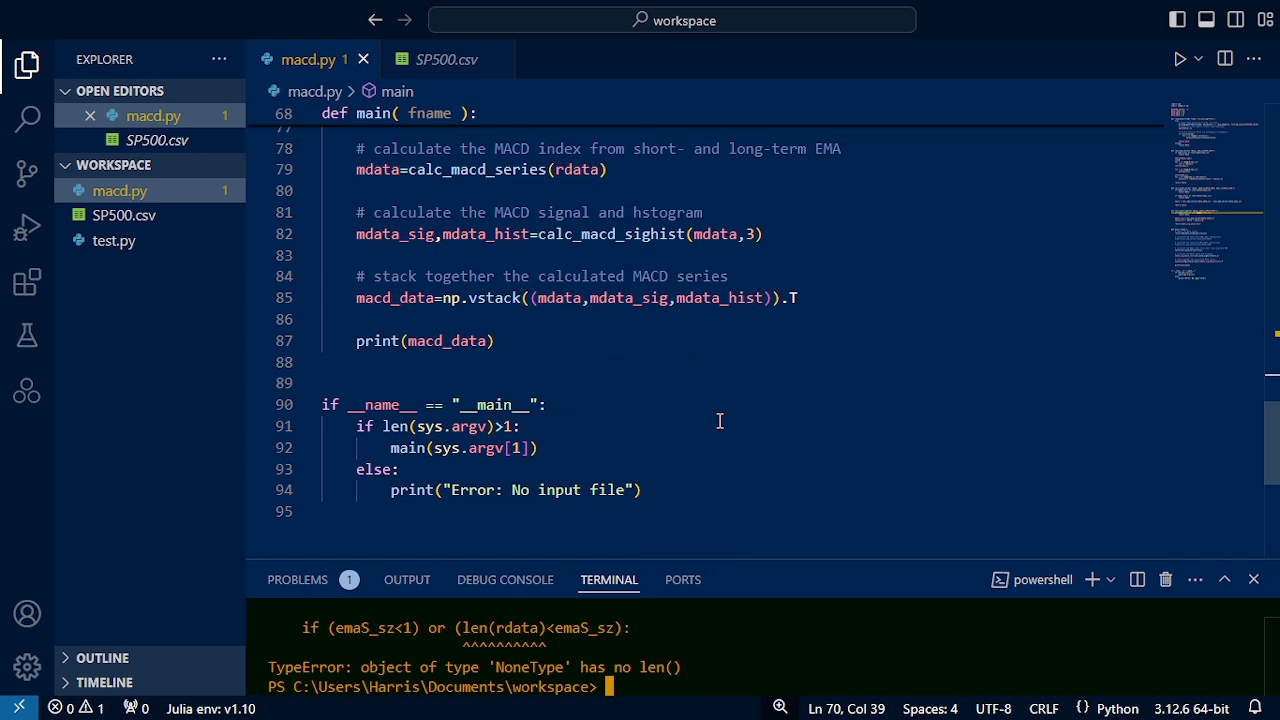 workspace
EXPLORER
OPEN EDITORS
macd.py 1
SP500.csv
WORKSPACE
macd.py 1
SP500.csv
test.py
OUTLINE
TIMELINE
macd.py 1
SP500.csv
macd.py > main
68 def main( fname ):
77
78 # calculate the MACD index from short- and long-term EMA
79 mdata=calc_macd_series(rdata)
80
81 # calculate the MACD signal and hstogram
82 mdata_sig,mdata_hist=calc_macd_sighist(mdata,3)
83
84 # stack together the calculated MACD series
85 macd_data=np.vstack((mdata,mdata_sig,mdata_hist)).T
86
87 print(macd_data)
88
89
90 if __name__ == "__main__":
91 if len(sys.argv)>1:
92 main(sys.argv[1])
93 else:
94 print("Error: No input file")
95
PROBLEMS 1 OUTPUT DEBUG CONSOLE TERMINAL PORTS
powershell
if (emaS_sz<1) or (len(rdata)<emaS_sz):
^^^^^^^^^^
TypeError: object of type 'NoneType' has no len()
PS C:\Users\Harris\Documents\workspace>
0 1 0 Julia env: v1.10 Ln 70, Col 39 Spaces: 4 UTF-8 CRLF {} Python 3.12.6 64-bit